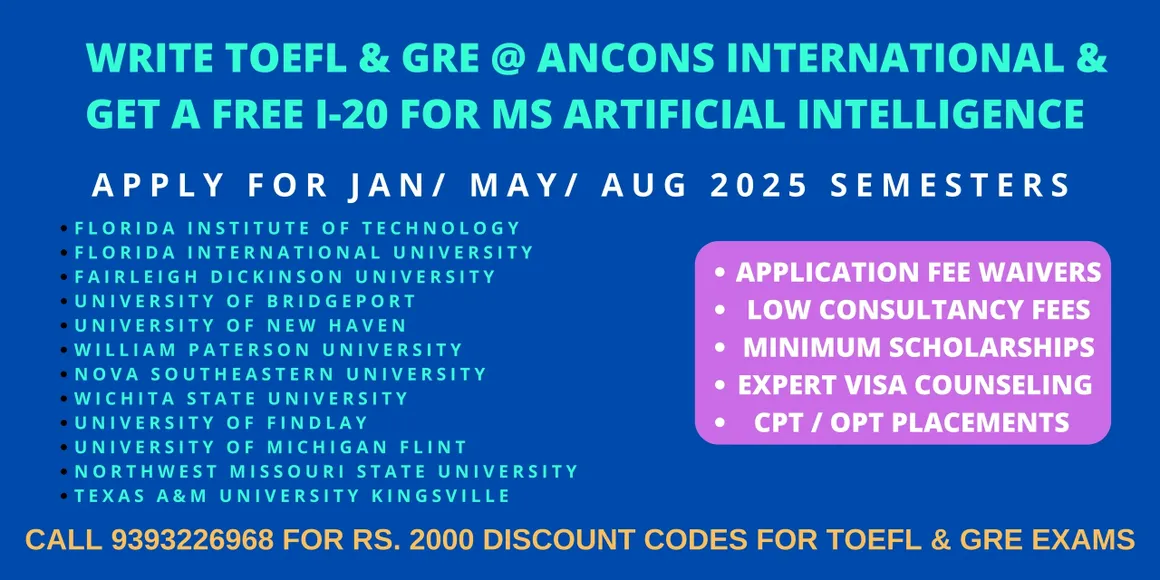 WRITE TOEFL & GRE @ ANCONS INTERNATIONAL &
GET A FREE I-20 FOR MS ARTIFICIAL INTELLIGENCE
APPLY FOR JAN/ MAY/ AUG 2025 SEMESTERS
• FLORIDA INSTITUTE OF TECHNOLOGY
• FLORIDA INTERNATIONAL UNIVERSITY
• FAIRLEIGH DICKINSON UNIVERSITY
• UNIVERSITY OF BRIDGEPORT
• UNIVERSITY OF NEW HAVEN
• WILLIAM PATERSON UNIVERSITY
• NOVA SOUTHEASTERN UNIVERSITY
• WICHITA STATE UNIVERSITY
• UNIVERSITY OF FINDLAY
• UNIVERSITY OF MICHIGAN FLINT
• NORTHWEST MISSOURI STATE UNIVERSITY
• TEXAS A&M UNIVERSITY KINGSVILLE
• APPLICATION FEE WAIVERS
• LOW CONSULTANCY FEES
• MINIMUM SCHOLARSHIPS
• EXPERT VISA COUNSELING
• CPT / OPT PLACEMENTS
CALL 9393226968 FOR RS. 2000 DISCOUNT CODES FOR TOEFL & GRE EXAMS